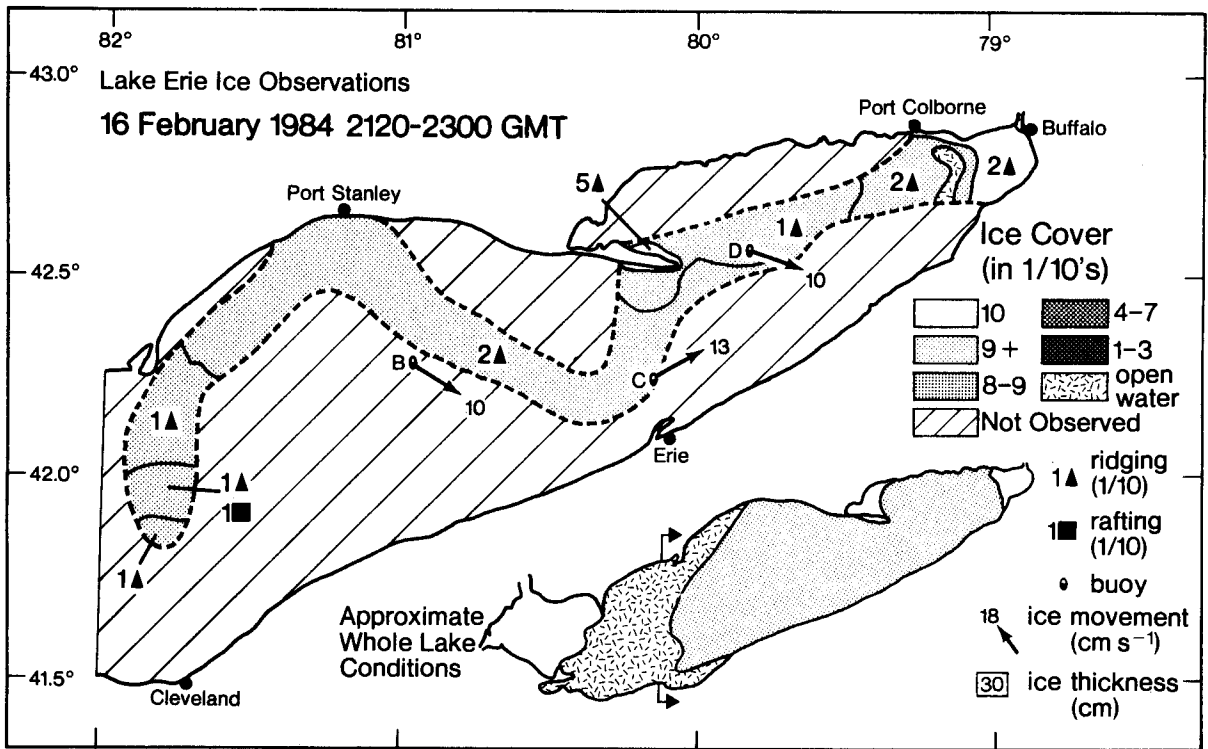 82° 81° 80° 79°
43.0°
Lake Erie Ice Observations
16 February 1984 2120-2300 GMT
Port Colborne
Buffalo
Port Stanley
5▲
2▲
2▲
1▲
D
10
42.5°
Ice Cover
(in 1/10's)
10
4-7
9+
1-3
8-9
open
water
Not Observed
B
10
2▲
C
13
1▲
Erie
42.0°
1▲
1■
1▲
1▲ ridging
(1/10)
1■ rafting
(1/10)
buoy
18 ice movement
(cm s⁻¹)
30 ice thickness
(cm)
Approximate
Whole Lake
Conditions
41.5°
Cleveland